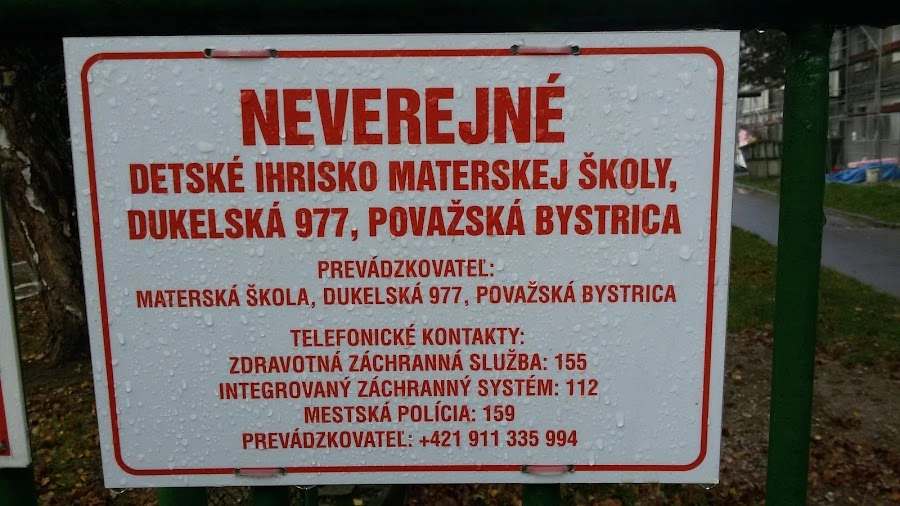 NEVEREJNÉ
DETSKÉ IHRISKO MATERSKEJ ŠKOLY,
DUKELSKÁ 977, POVAŽSKÁ BYSTRICA
PREVÁDZKOVATEĽ:
MATERSKÁ ŠKOLA, DUKELSKÁ 977, POVAŽSKÁ BYSTRICA
TELEFONICKÉ KONTAKTY:
ZDRAVOTNÁ ZÁCHRANNÁ SLUŽBA: 155
INTEGROVANÝ ZÁCHRANNÝ SYSTÉM: 112
MESTSKÁ POLÍCIA: 159
PREVÁDZKOVATEĽ: +421 911 335 994